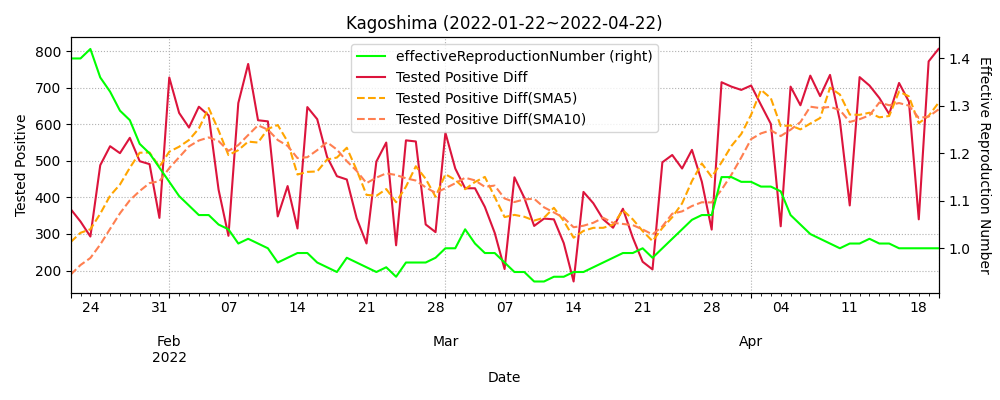 Kagoshima (2022-01-22~2022-04-22)
effectiveReproductionNumber (right)
Tested Positive Diff
Tested Positive Diff(SMA5)
Tested Positive Diff(SMA10)
Tested Positive
800
700
600
500
400
300
200
1.4
1.3
1.2
1.1
1.0
Effective Reproduction Number
24 31 07 14 21 28 07 14 21 28 04 11 18
Feb Mar Apr
2022
Date